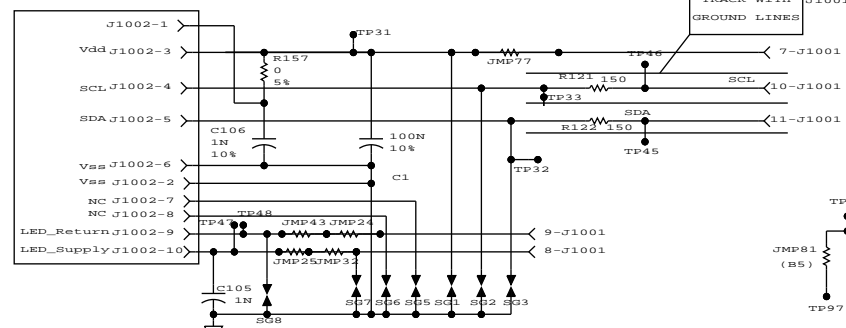 TRACK WITH J1001
GROUND LINES
J1002-1
TP31
Vdd J1002-3
7-J1001
R157
0
5%
JMP77
TP46
SCL J1002-4
R121 150
SCL
10-J1001
TP33
SDA J1002-5
SDA
11-J1001
R122 150
C106
1N
10%
100N
10%
TP45
Vss J1002-6
TP32
Vss J1002-2
C1
NC J1002-7
NC J1002-8
TP47 TP48
JMP43 JMP24
LED_Return J1002-9
9-J1001
LED_Supply J1002-10
8-J1001
JMP25 JMP32
JMP81
(B5)
C105
1N
SG7 SG6 SG5 SG1 SG2 SG3
SG8
TP97